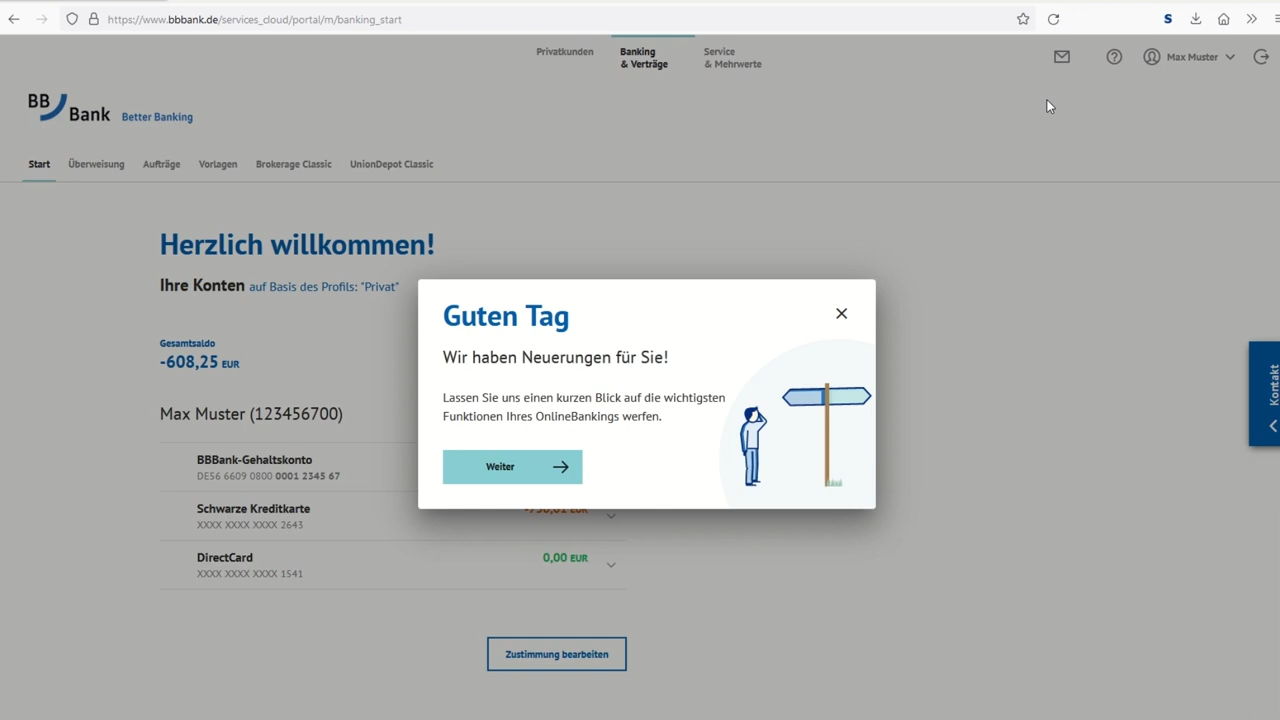 https://www.bbbank.de/services_cloud/portal/m/banking_start
S
Privatkunden
Banking
& Verträge
Service
& Mehrwerte
Max Muster
BB Bank Better Banking
Start Überweisung Aufträge Vorlagen Brokerage Classic UnionDepot Classic
Herzlich willkommen!
Ihre Konten auf Basis des Profils: "Privat"
Gesamtsaldo
-608,25 EUR
Max Muster (123456700)
BBBank-Gehaltskonto
DE56 6609 0800 0001 2345 67
Schwarze Kreditkarte
XXXX XXXX XXXX 2643
DirectCard 0,00 EUR
XXXX XXXX XXXX 1541
Zustimmung bearbeiten
Guten Tag
Wir haben Neuerungen für Sie!
Lassen Sie uns einen kurzen Blick auf die wichtigsten
Funktionen Ihres OnlineBankings werfen.
Weiter
Kontakt